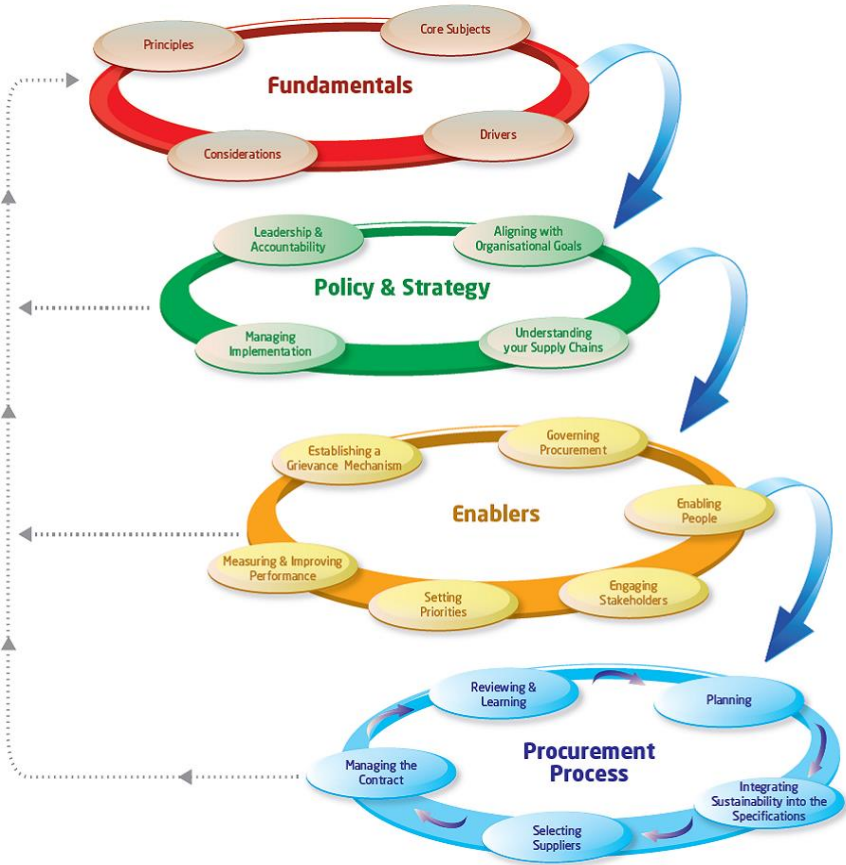 Principles
Core Subjects
Fundamentals
Considerations
Drivers
Leadership &
Accountability
Aligning with
Organisational Goals
Policy & Strategy
Managing
Implementation
Understanding
your Supply Chains
Establishing a
Grievance Mechanism
Governing
Procurement
Enablers
Enabling
People
Measuring & Improving
Performance
Setting
Priorities
Engaging
Stakeholders
Reviewing &
Learning
Planning
Procurement
Process
Managing the
Contract
Integrating
Sustainability into the
Specifications
Selecting
Suppliers